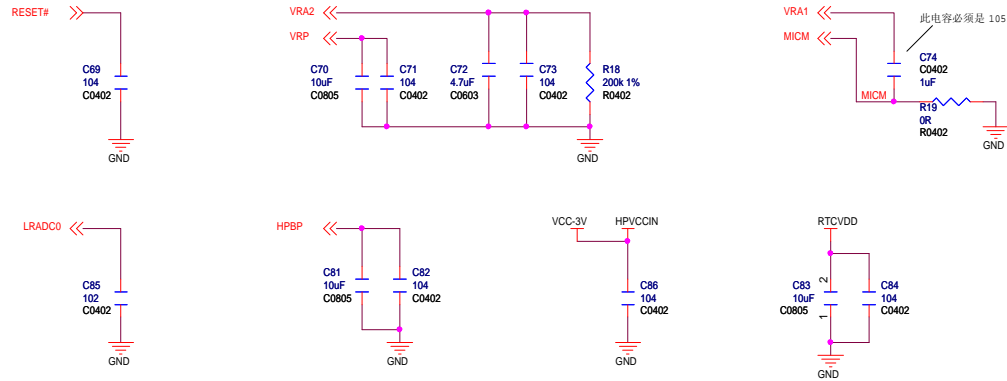 RESET#
C69
104
C0402
GND
VRA2
VRP
C70
10uF
C0805
C71
104
C0402
C72
4.7uF
C0603
C73
104
C0402
R18
200k 1%
R0402
GND
VRA1
MICM
此电容必须是 105
C74
C0402
1uF
MICM
R19
0R
R0402
GND
LRADC0
C85
102
C0402
GND
HPBP
C81
10uF
C0805
C82
104
C0402
GND
VCC-3V
HPVCCIN
C86
104
C0402
GND
RTCVDD
2
C83
10uF
C0805
1
C84
104
C0402
GND